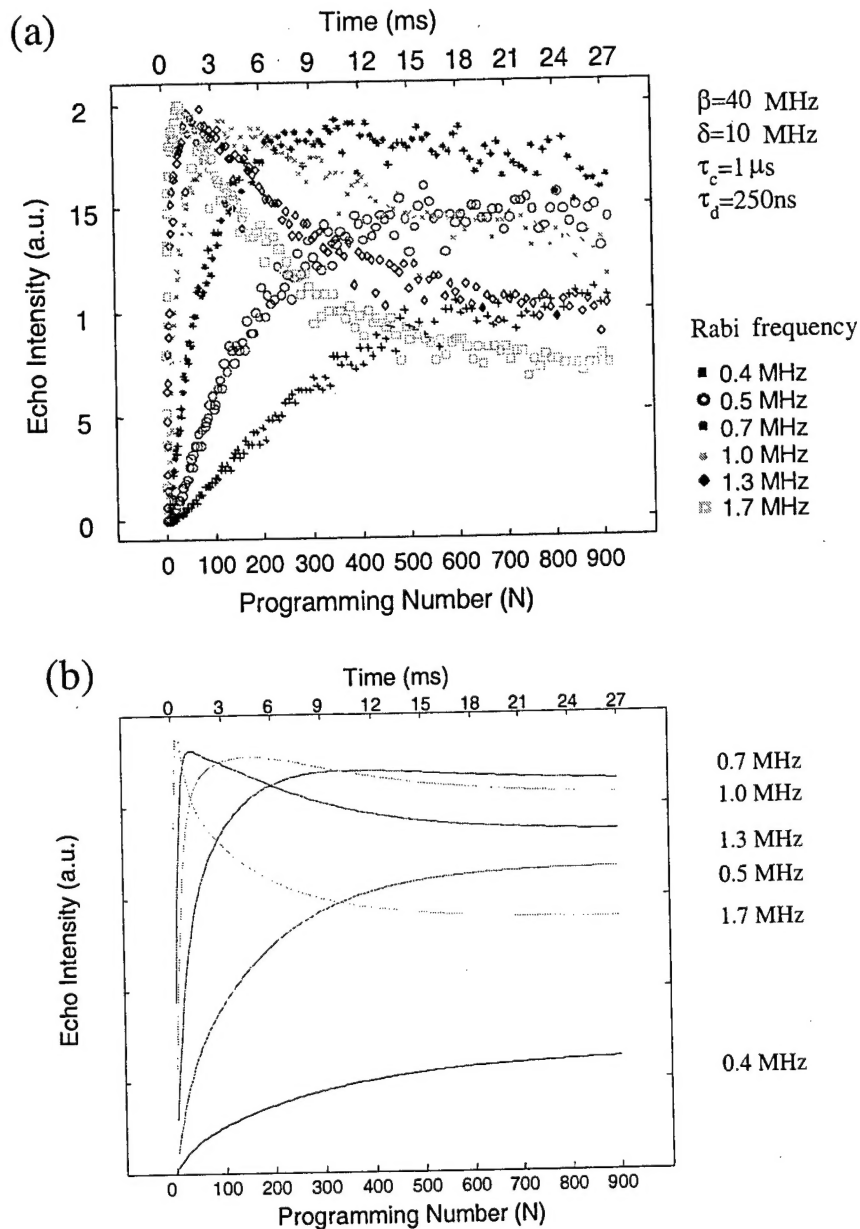 (a)
Time (ms)
0 3 6 9 12 15 18 21 24 27
Echo Intensity (a.u.)
2
15
1
5
0
0 100 200 300 400 500 600 700 800 900
Programming Number (N)
β=40 MHz
δ=10 MHz
τc=1 μs
τd=250ns
Rabi frequency
0.4 MHz
0.5 MHz
0.7 MHz
1.0 MHz
1.3 MHz
1.7 MHz
(b)
Time (ms)
0 3 6 9 12 15 18 21 24 27
Echo Intensity (a.u.)
0.7 MHz
1.0 MHz
1.3 MHz
0.5 MHz
1.7 MHz
0.4 MHz
0 100 200 300 400 500 600 700 800 900
Programming Number (N)